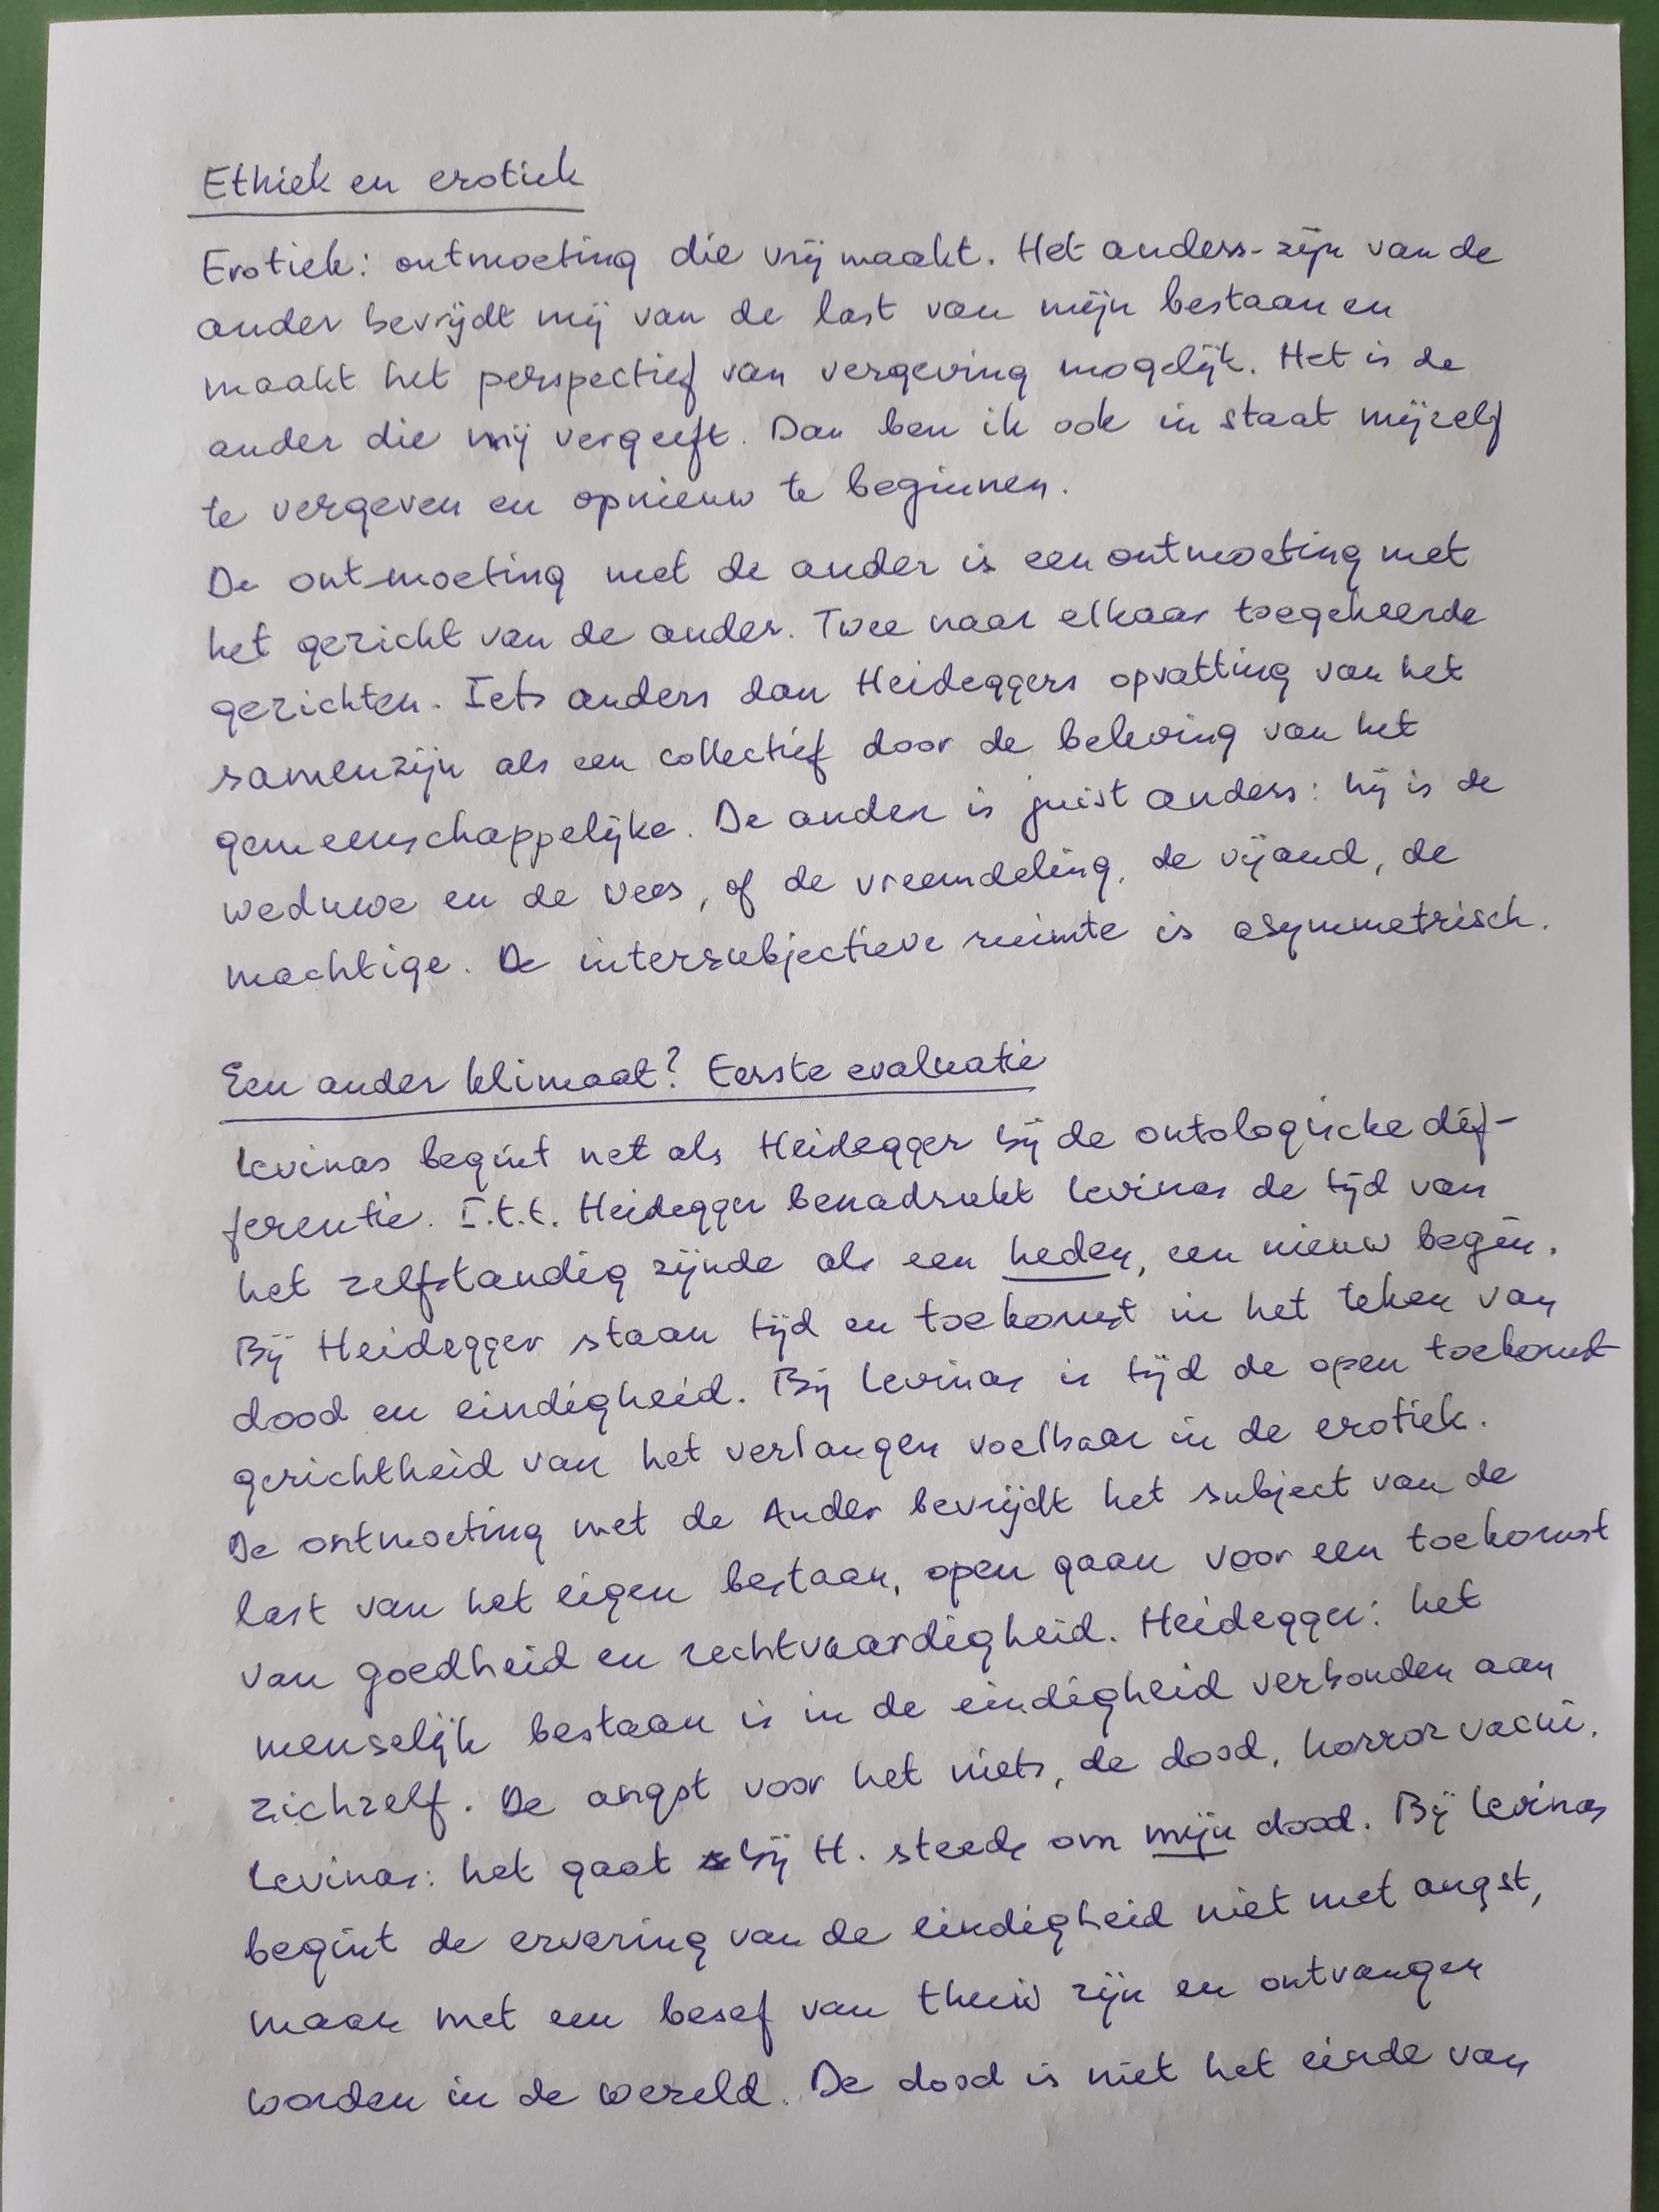 Ethiek en erotiek
Erotiek: ontmoeting die vrij maakt. Het anders-zijn van de
ander bevrijdt mij van de last van mijn bestaan en
maakt het perspectief van vergeving mogelijk. Het is de
ander die mij vergeeft. Dan ben ik ook in staat mijzelf
te vergeven en opnieuw te beginnen.
De ontmoeting met de ander is een ontmoeting met
het gezicht van de ander. Twee naar elkaar toegekeerde
gezichten. Iets anders dan Heideggers opvatting van het
samenzijn als een collectief door de beleving van het
gemeenschappelijke. De ander is juist anders: hij is de
weduwe en de wees, of de vreemdeling, de vijand, de
machtige. De intersubjectieve ruimte is asymmetrisch.
Een ander klimaat? Eerste evaluatie
Levinas begint net als Heidegger bij de ontologische dif-
ferentie. I.t.t. Heidegger benadrukt Levinas de tijd van
het zelfstandig zijnde als een heden, een nieuw begin.
Bij Heidegger staan tijd en toekomst in het teken van
dood en eindigheid. Bij Levinas is tijd de open toekomst
gerichtheid van het verlangen voelbaar in de erotiek.
De ontmoeting met de Ander bevrijdt het subject van de
last van het eigen bestaan, open gaan voor een toekomst
van goedheid en rechtvaardigheid. Heidegger: het
menselijk bestaan is in de eindigheid verbonden aan
zichzelf. De angst voor het niets, de dood, horror vacui.
Levinas: het gaat bij H. steeds om mijn dood. Bij Levinas
begint de ervaring van de eindigheid niet met angst,
maar met een besef van thuis zijn en ontvangen
worden in de wereld. De dood is niet het einde van